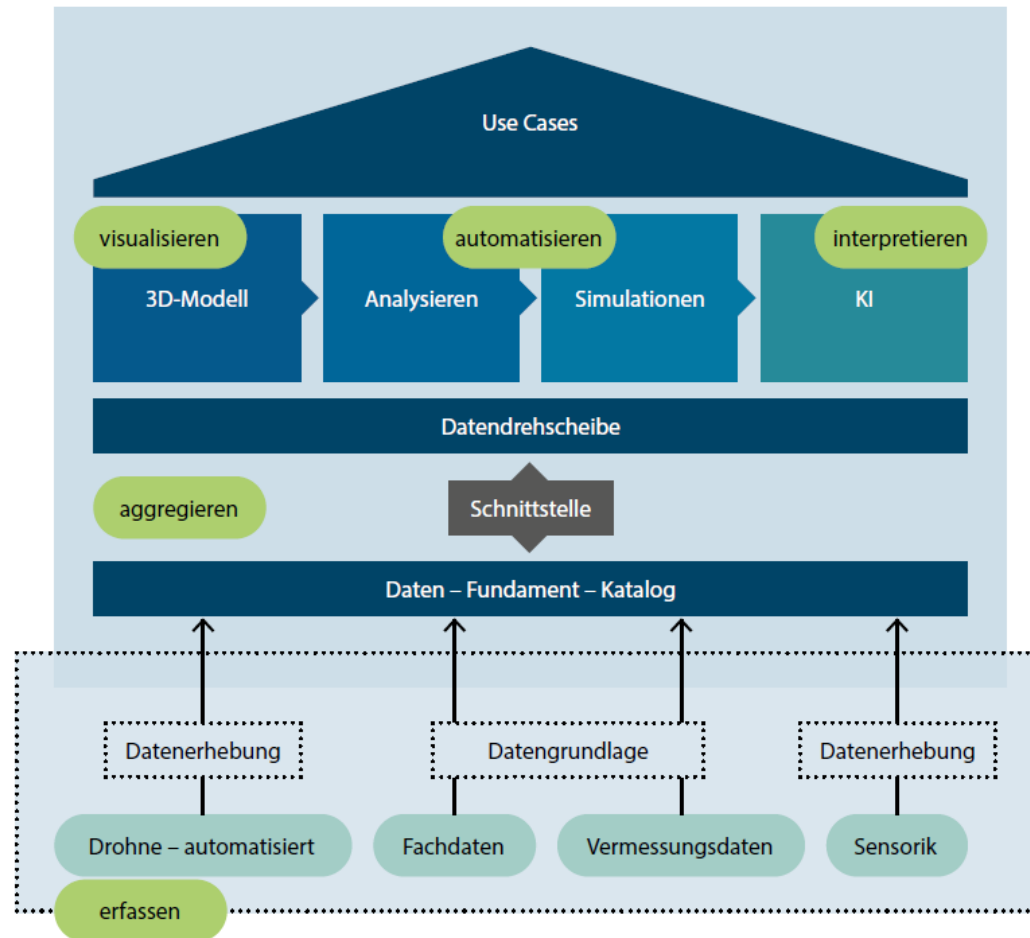 Use Cases
visualisieren
automatisieren
interpretieren
3D-Modell
Analysieren
Simulationen
KI
Datendrehscheibe
aggregieren
Schnittstelle
Daten – Fundament – Katalog
Datenerhebung
Datengrundlage
Datenerhebung
Drohne – automatisiert
Fachdaten
Vermessungsdaten
Sensorik
erfassen